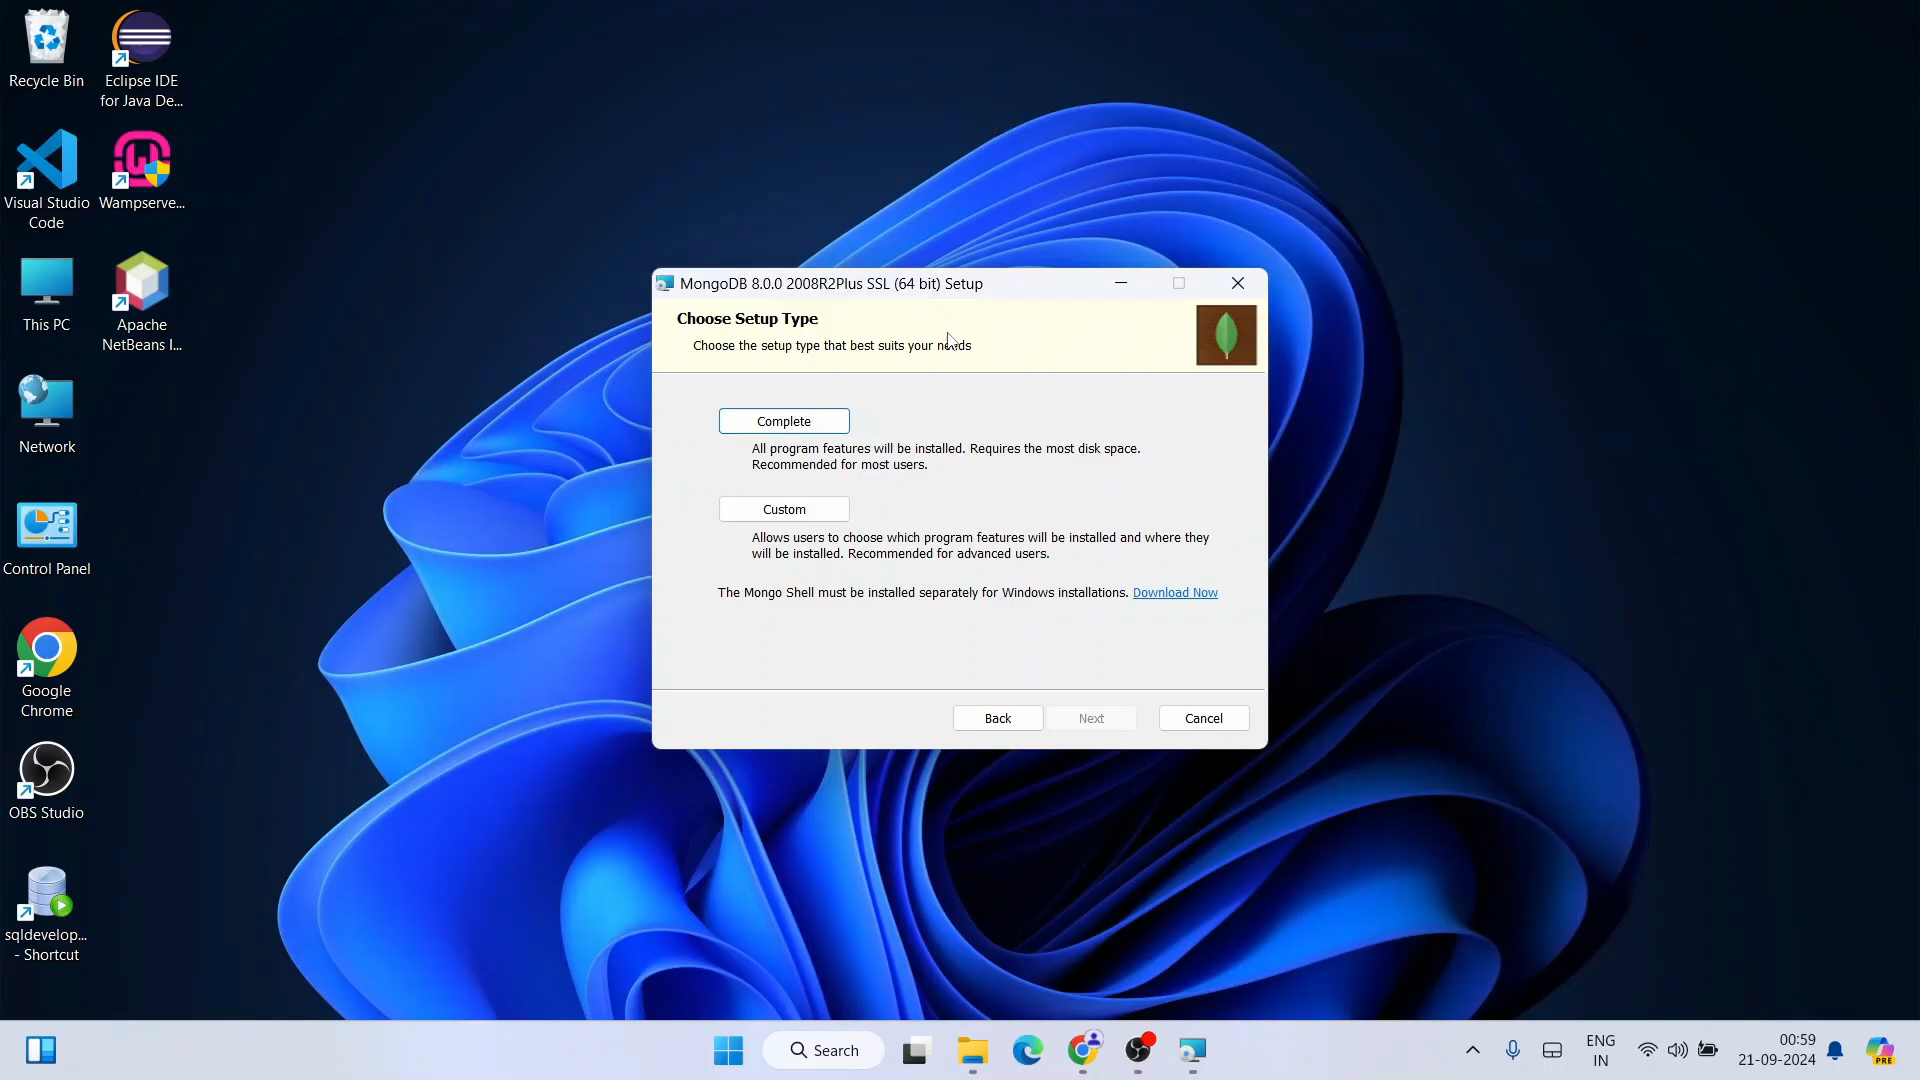 Recycle Bin
Eclipse IDE
for Java De...
Visual Studio
Code
Wampserve...
This PC
Apache
NetBeans I...
Network
Control Panel
Google
Chrome
OBS Studio
sqldevelop...
- Shortcut
MongoDB 8.0.0 2008R2Plus SSL (64 bit) Setup
Choose Setup Type
Choose the setup type that best suits your needs
Complete
All program features will be installed. Requires the most disk space.
Recommended for most users.
Custom
Allows users to choose which program features will be installed and where they
will be installed. Recommended for advanced users.
The Mongo Shell must be installed separately for Windows installations. Download Now
Back
Next
Cancel
Search
ENG
IN
00:59
21-09-2024
PRE